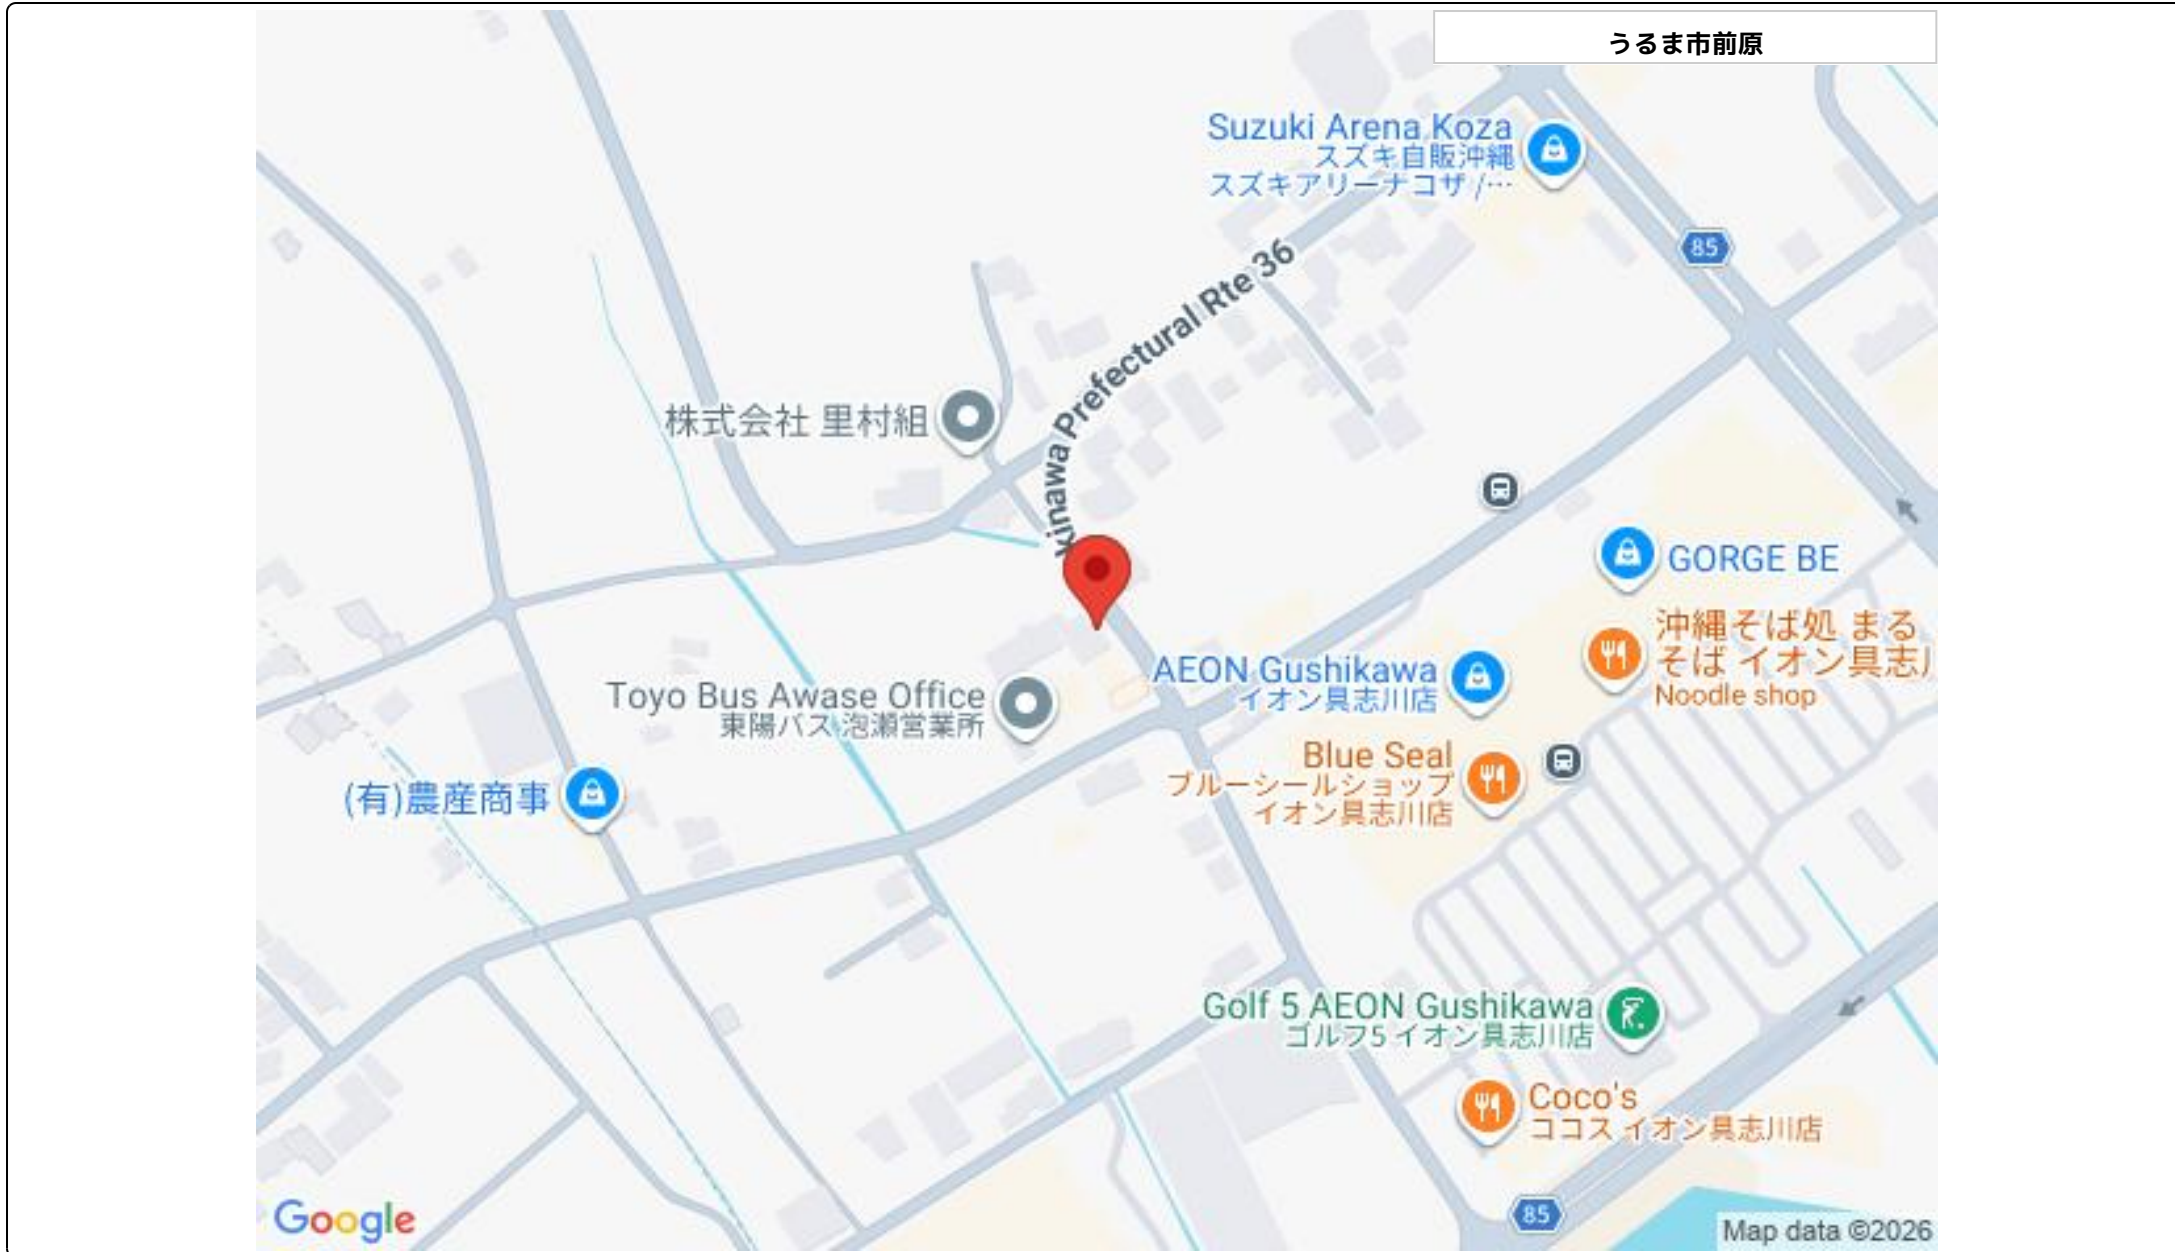 うるま市前原
Suzuki Arena Koza
スズキ自販沖縄
スズキアリーナコザ /…
85
kinawa Prefectural Rte 36
株式会社 里村組
GORGE BE
沖縄そば処 まる
そば イオン具志川
Noodle shop
AEON Gushikawa
イオン具志川店
Toyo Bus Awase Office
東陽バス 泡瀬営業所
Blue Seal
ブルーシールショップ
イオン具志川店
(有)農産商事
Golf 5 AEON Gushikawa
ゴルフ5 イオン具志川店
Coco's
ココス イオン具志川店
85
Google
Map data ©2026